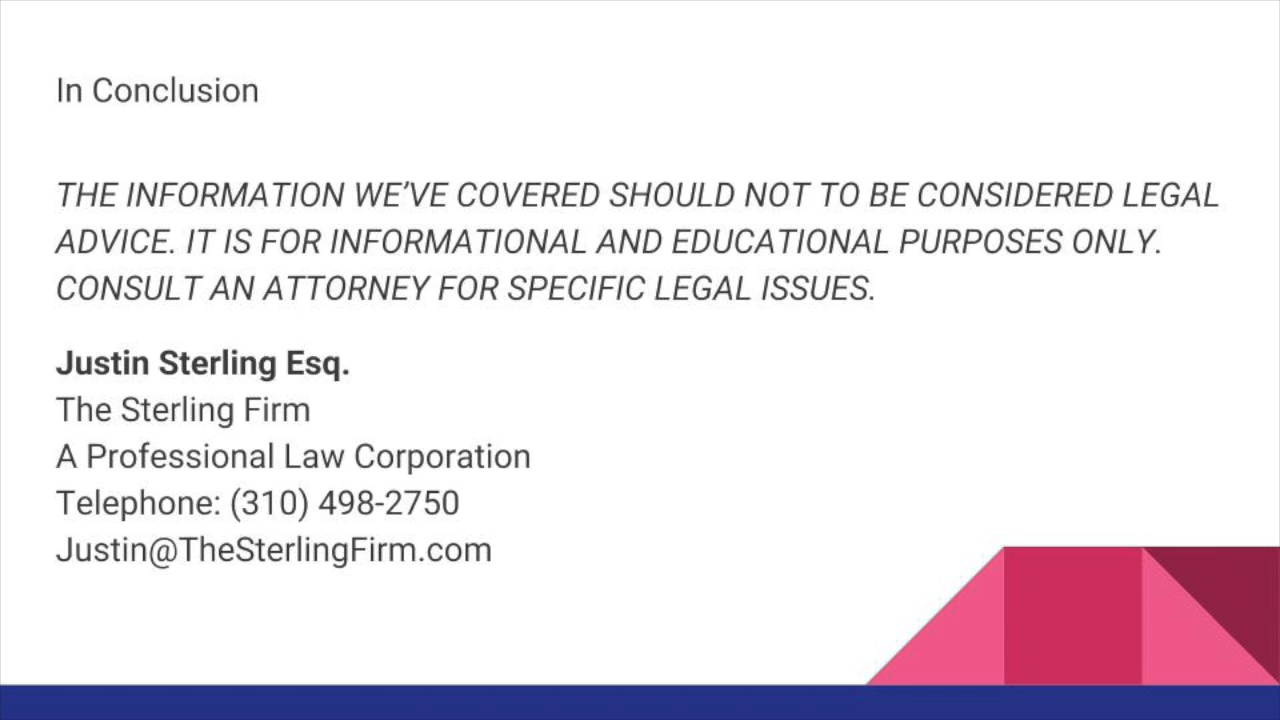 In Conclusion
THE INFORMATION WE’VE COVERED SHOULD NOT TO BE CONSIDERED LEGAL
ADVICE. IT IS FOR INFORMATIONAL AND EDUCATIONAL PURPOSES ONLY.
CONSULT AN ATTORNEY FOR SPECIFIC LEGAL ISSUES.
Justin Sterling Esq.
The Sterling Firm
A Professional Law Corporation
Telephone: (310) 498-2750
Justin@TheSterlingFirm.com